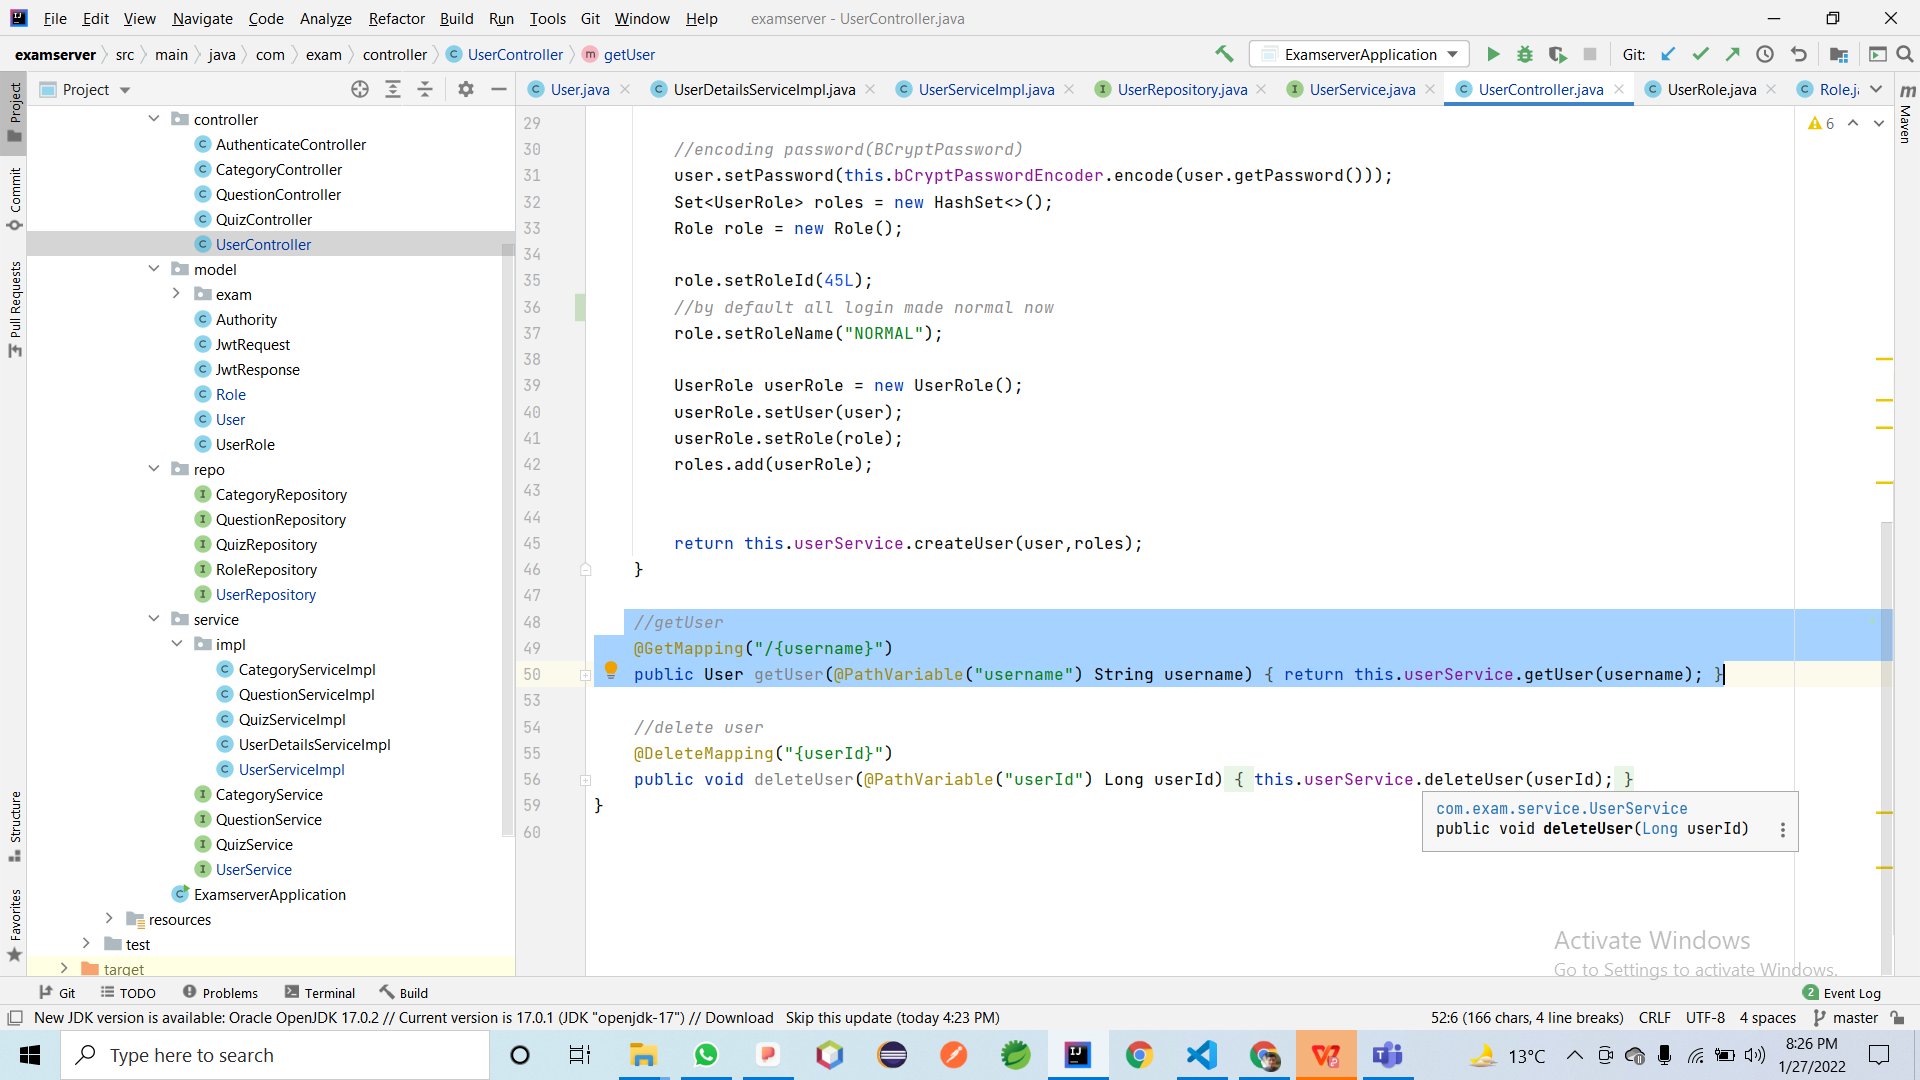 File Edit View Navigate Code Analyze Refactor Build Run Tools Git Window Help examserver - UserController.java
examserver src main java com exam controller UserController getUser
ExamserverApplication Git:
Project
User.java UserDetailsServiceImpl.java UserServiceImpl.java UserRepository.java UserService.java UserController.java UserRole.java Role.j
Project
Commit
Pull Requests
Structure
Favorites
Maven
controller
AuthenticateController
CategoryController
QuestionController
QuizController
UserController
model
exam
Authority
JwtRequest
JwtResponse
Role
User
UserRole
repo
CategoryRepository
QuestionRepository
QuizRepository
RoleRepository
UserRepository
service
impl
CategoryServiceImpl
QuestionServiceImpl
QuizServiceImpl
UserDetailsServiceImpl
UserServiceImpl
CategoryService
QuestionService
QuizService
UserService
ExamserverApplication
resources
test
target
6
29
30 //encoding password(BCryptPassword)
31 user.setPassword(this.bCryptPasswordEncoder.encode(user.getPassword()));
32 Set<UserRole> roles = new HashSet<>();
33 Role role = new Role();
34
35 role.setRoleId(45L);
36 //by default all login made normal now
37 role.setRoleName("NORMAL");
38
39 UserRole userRole = new UserRole();
40 userRole.setUser(user);
41 userRole.setRole(role);
42 roles.add(userRole);
43
44
45 return this.userService.createUser(user,roles);
46 }
47
48 //getUser
49 @GetMapping("/{username}")
50 public User getUser(@PathVariable("username") String username) { return this.userService.getUser(username); }
53
54 //delete user
55 @DeleteMapping("{userId}")
56 public void deleteUser(@PathVariable("userId") Long userId) { this.userService.deleteUser(userId); }
59 }
60
com.exam.service.UserService
public void deleteUser(Long userId)
Activate Windows
Go to Settings to activate Windows.
Git TODO Problems Terminal Build 2 Event Log
New JDK version is available: Oracle OpenJDK 17.0.2 // Current version is 17.0.1 (JDK "openjdk-17") // Download Skip this update (today 4:23 PM) 52:6 (166 chars, 4 line breaks) CRLF UTF-8 4 spaces master
Type here to search 13°C 8:26 PM
1/27/2022